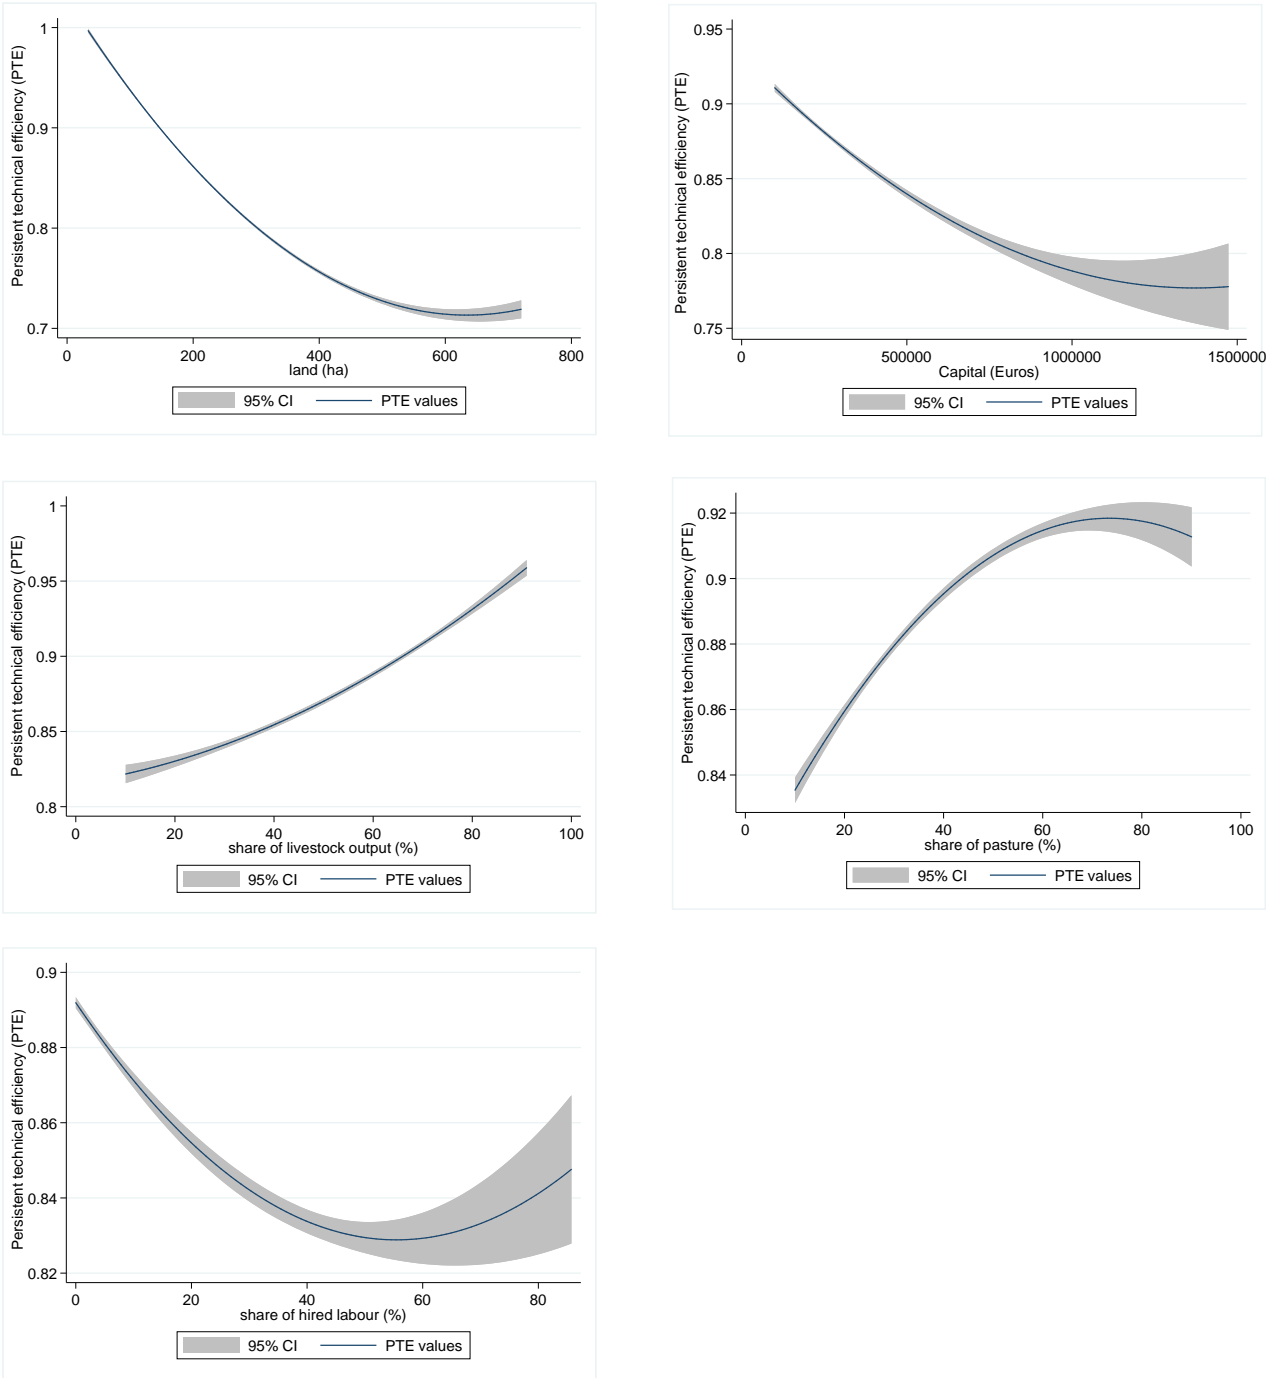 Persistent technical efficiency (PTE)
1
0.9
0.8
0.7
0 200 400 600 800
land (ha)
95% CI PTE values
Persistent technical efficiency (PTE)
0.95
0.9
0.85
0.8
0.75
0 500000 1000000 1500000
Capital (Euros)
95% CI PTE values
Persistent technical efficiency (PTE)
1
0.95
0.9
0.85
0.8
0 20 40 60 80 100
share of livestock output (%)
95% CI PTE values
Persistent technical efficiency (PTE)
0.92
0.9
0.88
0.86
0.84
0 20 40 60 80 100
share of pasture (%)
95% CI PTE values
Persistent technical efficiency (PTE)
0.9
0.88
0.86
0.84
0.82
0 20 40 60 80
share of hired labour (%)
95% CI PTE values